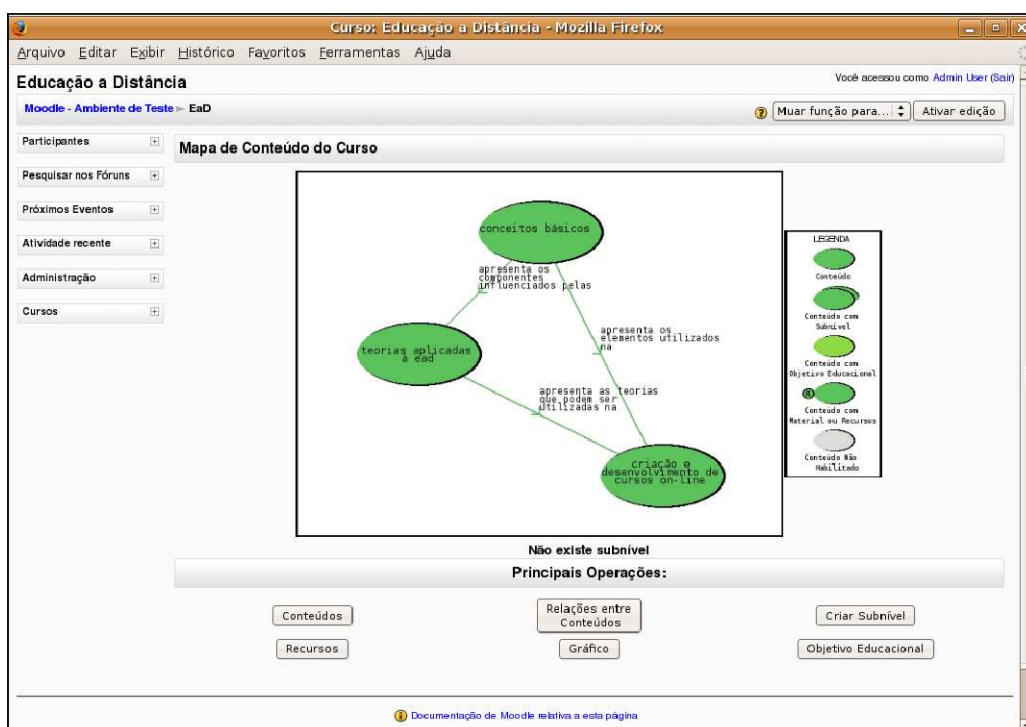 Curso: Educação a Distância - Mozilla Firefox
Arquivo Editar Exibir Histórico Favoritos Ferramentas Ajuda
Educação a Distância
Você acessou como Admin User (Sair)
Moodle - Ambiente de Teste ► EaD
Muar função para...
Ativar edição
Participantes
Pesquisar nos Fóruns
Próximos Eventos
Atividade recente
Administração
Cursos
Mapa de Conteúdo do Curso
conceitos básicos
apresenta os
componentes
influenciados pelas
teorias aplicadas
à ead
apresenta os
elementos utilizados
na
apresenta as teorias
que podem ser
utilizadas na
criação e
desenvolvimento de
cursos on-line
LEGENDA
Conteúdo
Conteúdo com
Subnível
Conteúdo com
Objetivo Educacional
R
Conteúdo com
Material ou Recursos
Conteúdo Não
Habilitado
Não existe subnível
Principais Operações:
Conteúdos
Relações entre
Conteúdos
Criar Subnível
Recursos
Gráfico
Objetivo Educacional
Documentação de Moodle relativa a esta página